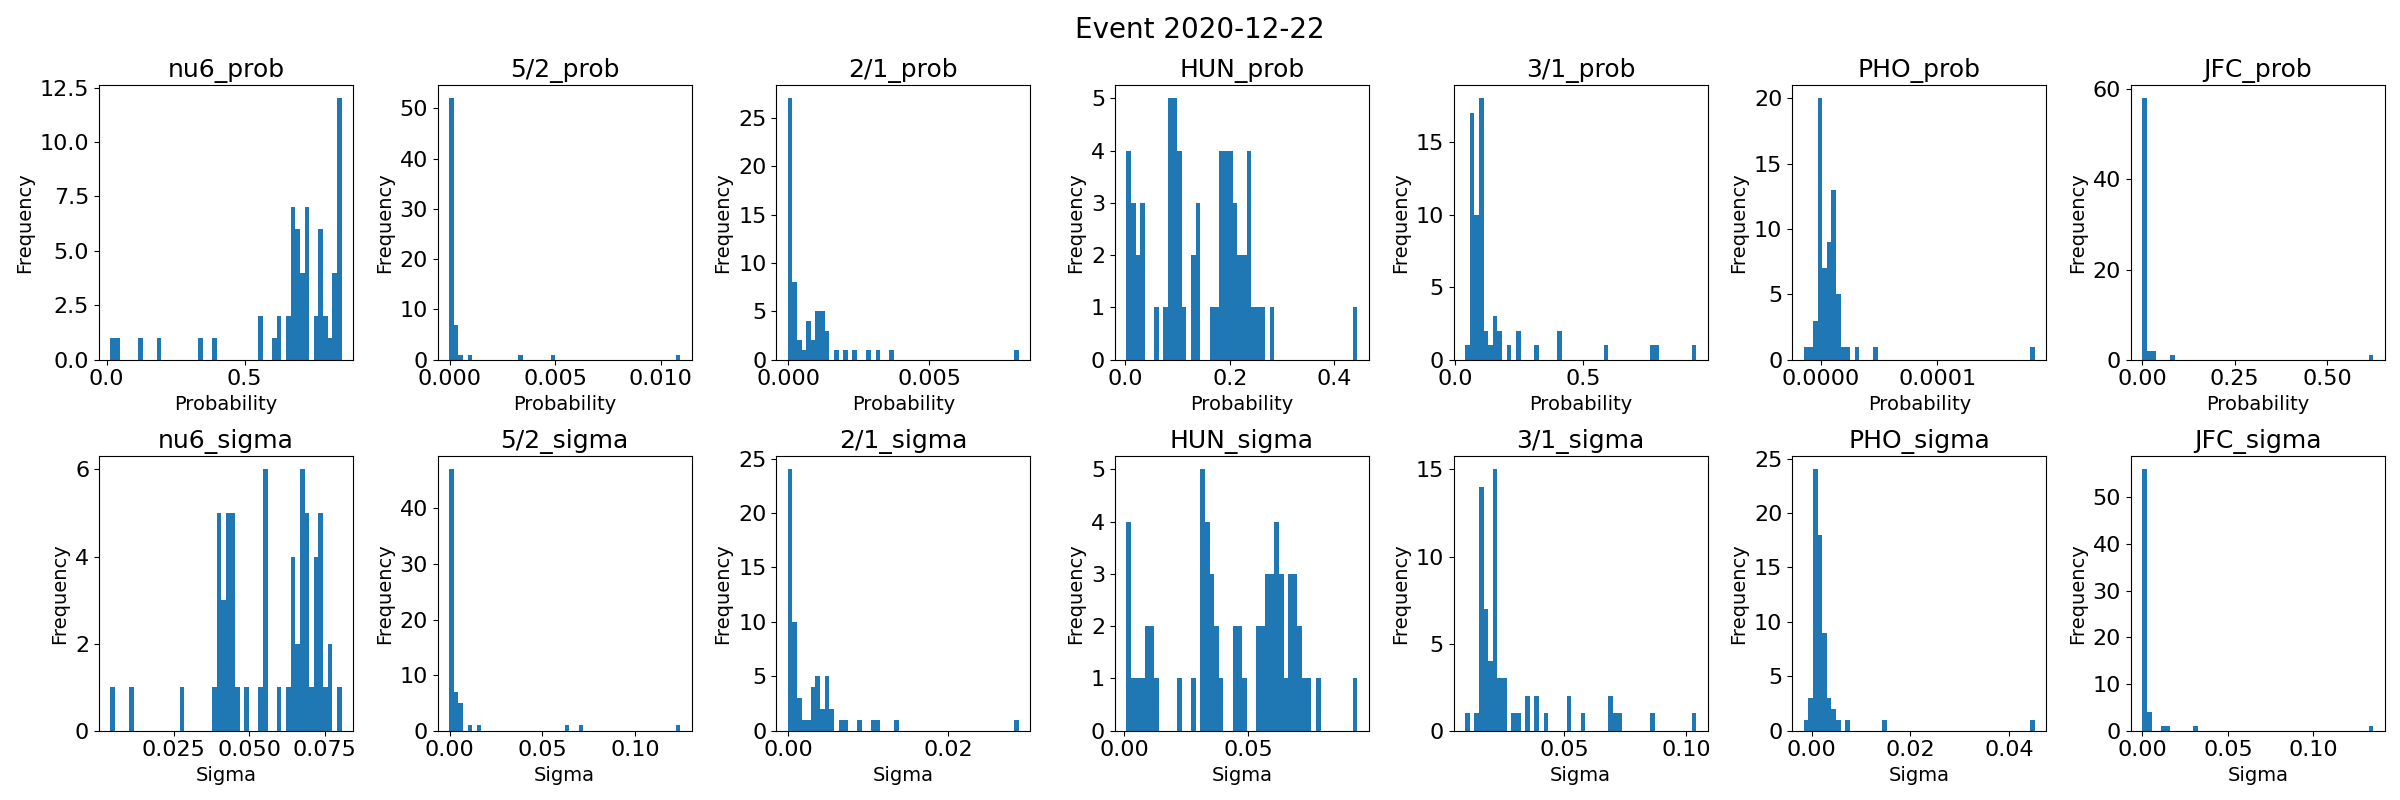 Event 2020-12-22
nu6_prob
5/2_prob
2/1_prob
HUN_prob
3/1_prob
PHO_prob
JFC_prob
Frequency
12.5
10.0
7.5
5.0
2.5
0.0
0.0 0.5
Probability
Frequency
50
40
30
20
10
0
0.000 0.005 0.010
Probability
Frequency
25
20
15
10
5
0
0.000 0.005
Probability
Frequency
5
4
3
2
1
0
0.0 0.2 0.4
Probability
Frequency
15
10
5
0
0.0 0.5
Probability
Frequency
20
15
10
5
0
0.0000 0.0001
Probability
Frequency
60
40
20
0
0.00 0.25 0.50
Probability
nu6_sigma
5/2_sigma
2/1_sigma
HUN_sigma
3/1_sigma
PHO_sigma
JFC_sigma
Frequency
6
4
2
0
0.025 0.050 0.075
Sigma
Frequency
40
30
20
10
0
0.00 0.05 0.10
Sigma
Frequency
25
20
15
10
5
0
0.00 0.02
Sigma
Frequency
5
4
3
2
1
0
0.00 0.05
Sigma
Frequency
15
10
5
0
0.05 0.10
Sigma
Frequency
25
20
15
10
5
0
0.00 0.02 0.04
Sigma
Frequency
50
40
30
20
10
0
0.00 0.05 0.10
Sigma